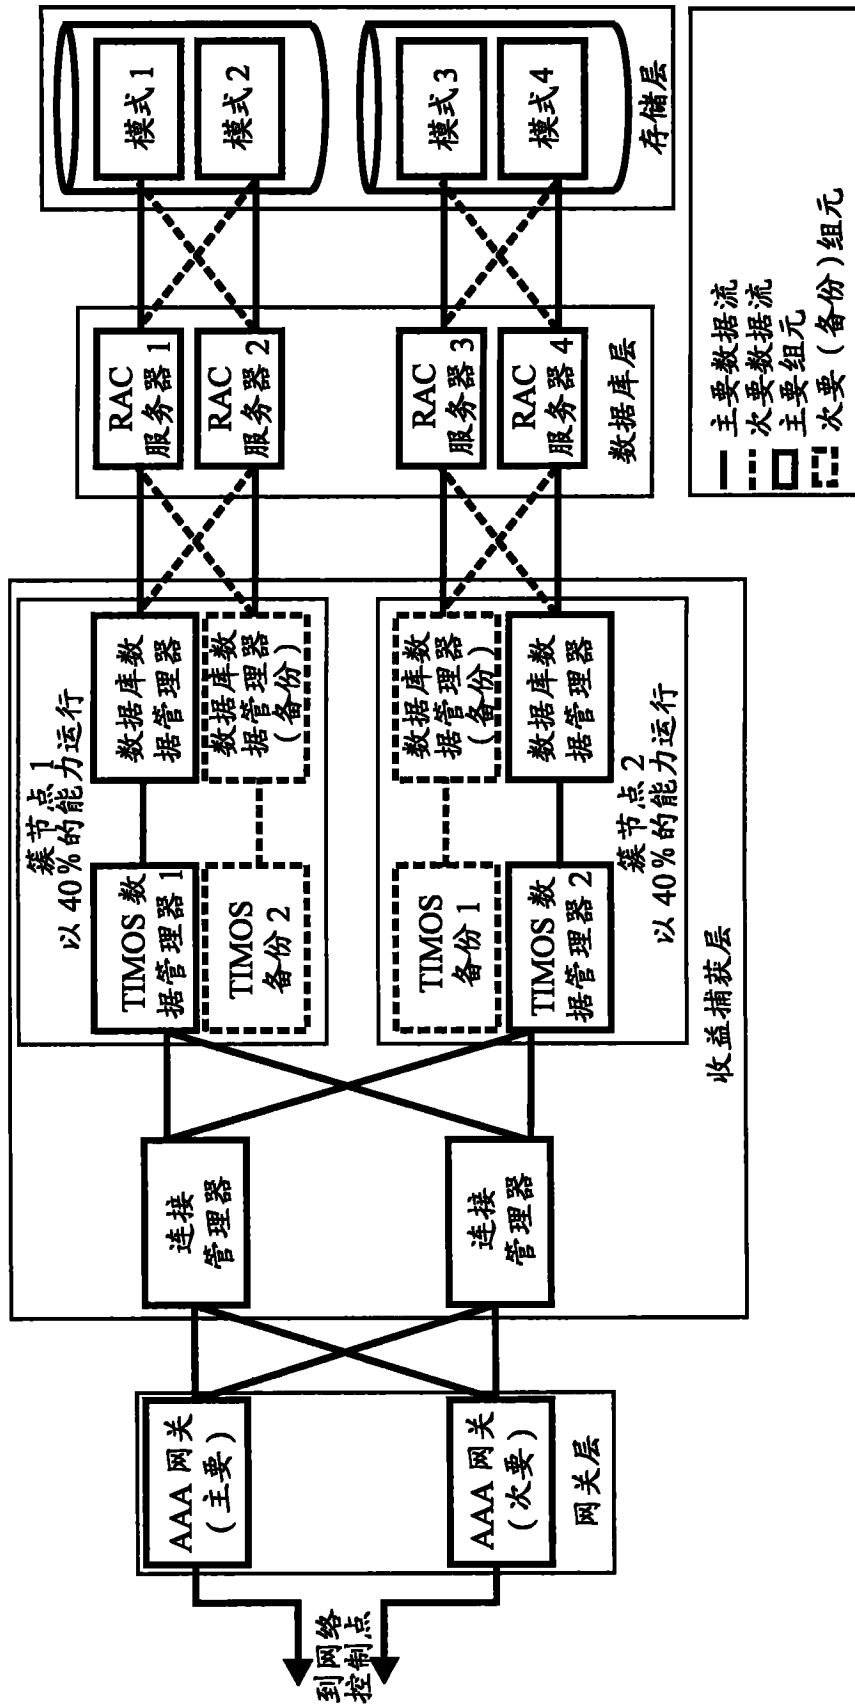 到网络
控制点
AAA 网关
(主要)
AAA 网关
(次要)
网关层
连接
管理器
连接
管理器
簇节点 1
以 40%的能力运行
TIMOS 数
据管理器 1
数据库数
据管理器
TIMOS
备份 2
数据库数
据管理器
(备份)
TIMOS
备份 1
数据库数
据管理器
(备份)
TIMOS 数
据管理器 2
数据库数
据管理器
簇节点 2
以 40%的能力运行
收益捕获层
RAC
服务器 1
RAC
服务器 2
RAC
服务器 3
RAC
服务器 4
数据库层
模式 1
模式 2
模式 3
模式 4
存储层
主要数据流
次要数据流
主要组元
次要(备份)组元